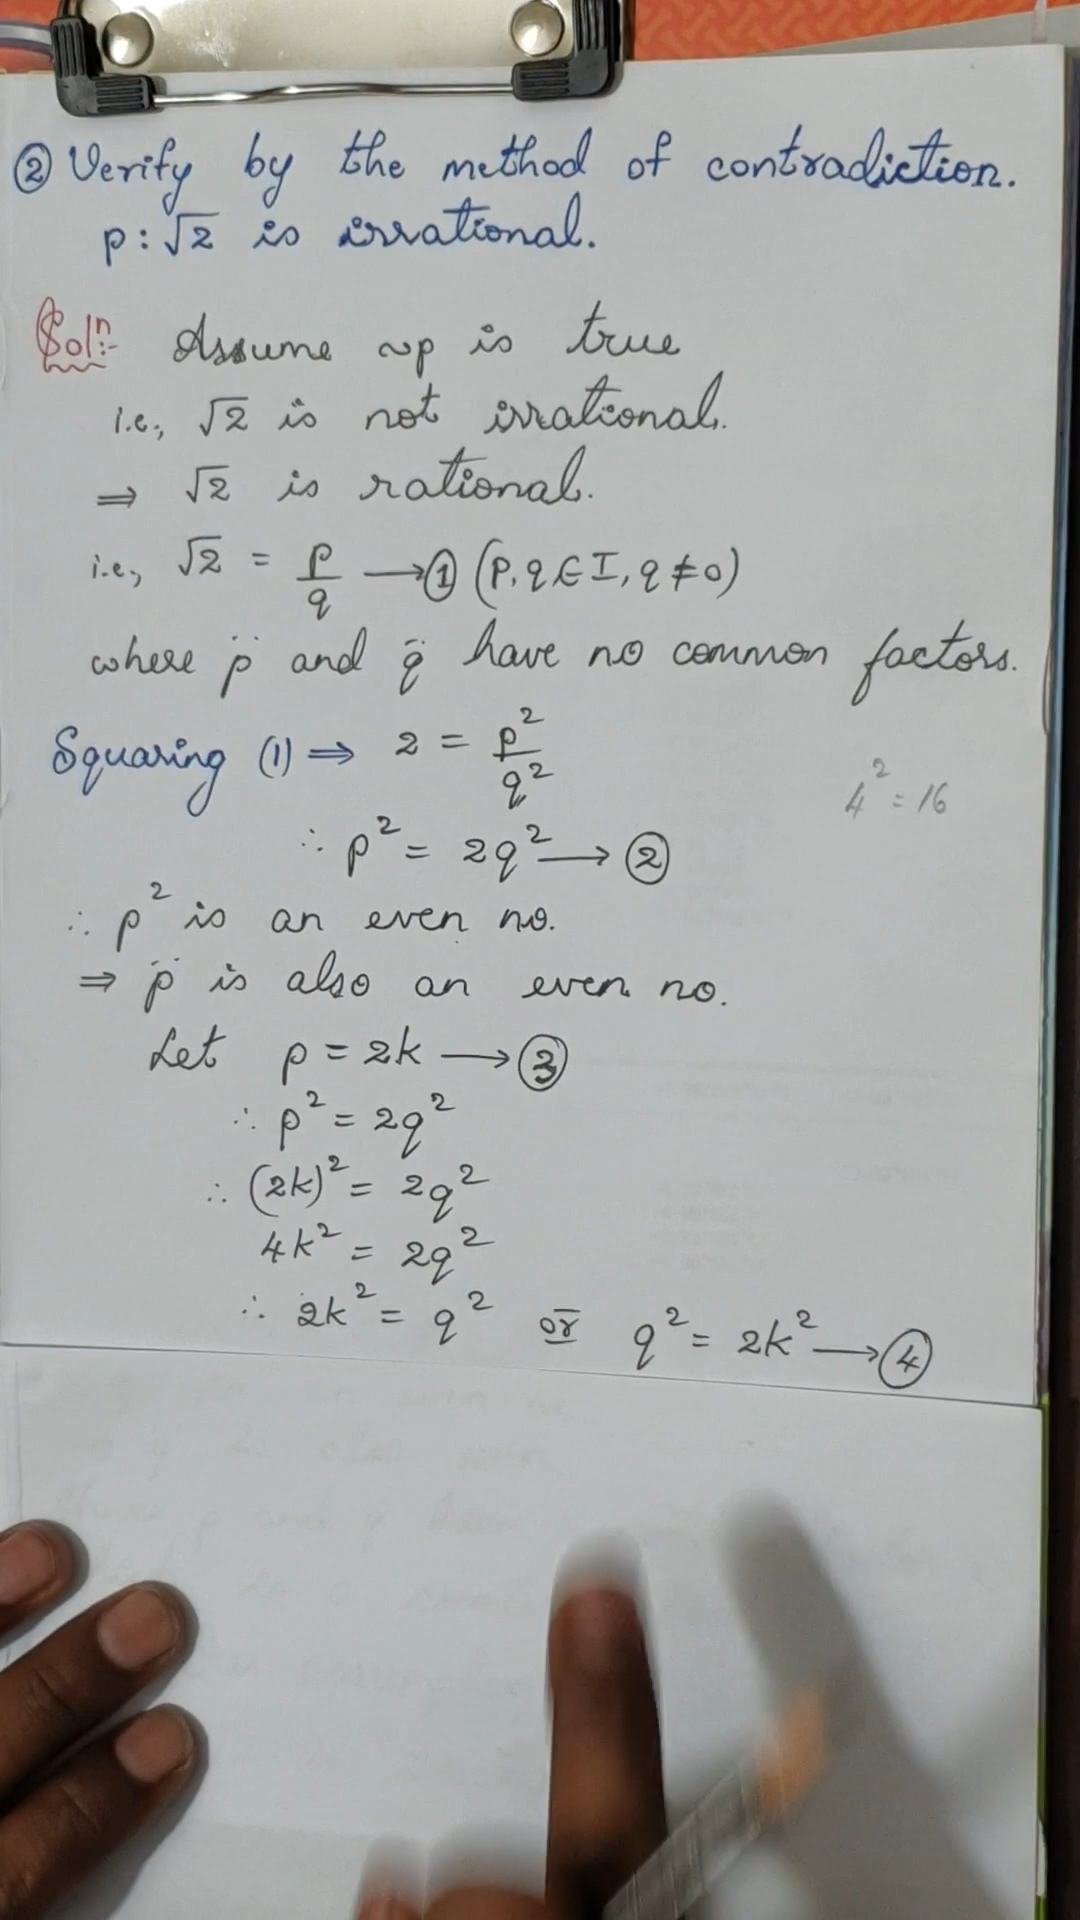 ② Verify by the method of contradiction.
p : √2 is irrational.
Solⁿ:- Assume ~p is true
i.e., √2 is not irrational.
⇒ √2 is rational.
i.e., √2 = p/q → ① (p, q ∈ I, q ≠ 0)
where p and q have no common factors.
Squaring (1) ⇒ 2 = p²/q²
4² = 16
∴ p² = 2q² → ②
∴ p² is an even no.
⇒ p is also an even no.
Let p = 2k → ③
∴ p² = 2q²
∴ (2k)² = 2q²
4k² = 2q²
∴ 2k² = q² or q² = 2k² → ④